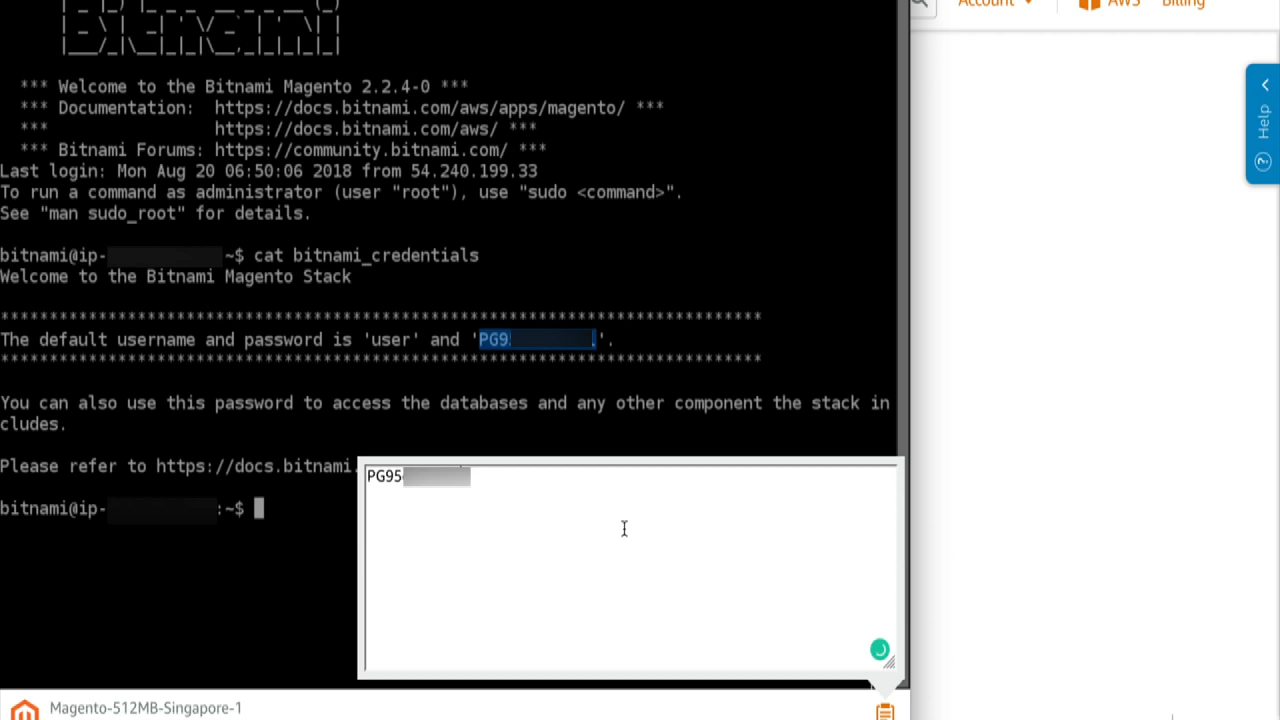 Bitnami
Account AWS Billing
*** Welcome to the Bitnami Magento 2.2.4-0 ***
*** Documentation: https://docs.bitnami.com/aws/apps/magento/ ***
*** https://docs.bitnami.com/aws/ ***
*** Bitnami Forums: https://community.bitnami.com/ ***
Last login: Mon Aug 20 06:50:06 2018 from 54.240.199.33
To run a command as administrator (user "root"), use "sudo <command>".
See "man sudo_root" for details.
bitnami@ip- ~$ cat bitnami_credentials
Welcome to the Bitnami Magento Stack
******************************************************************************
The default username and password is 'user' and 'PG9 '.
******************************************************************************
You can also use this password to access the databases and any other component the stack in
cludes.
Please refer to https://docs.bitnami.
bitnami@ip- :~$
PG95
Magento-512MB-Singapore-1
Help